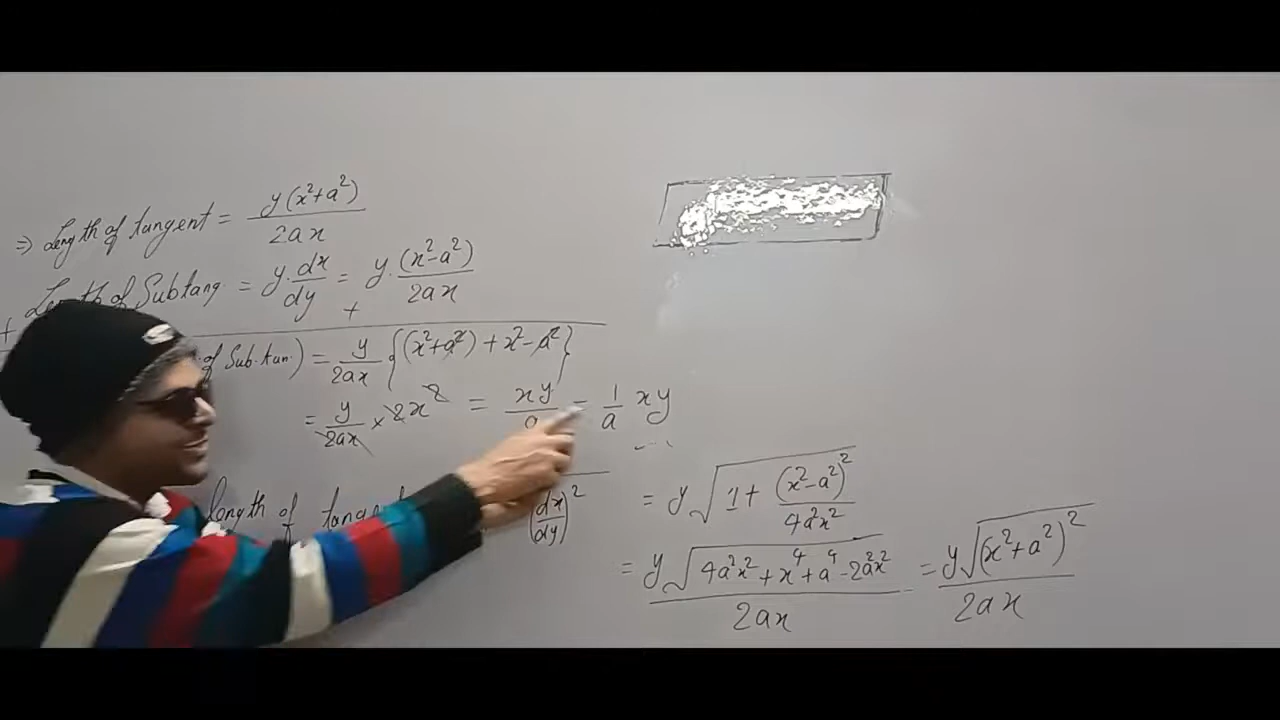 ⇒ Length of tangent = y(x²+a²) / 2ax
+ Length of Subtang. = y·dx/dy = y·(x²-a²) / 2ax
+
of Sub.tan.) = y/2ax {(x²+a²) + x²-a²}
= y/2ax × 2x² = xy/a = 1/a xy
length of tangent (dx/dy)²
= y√(1 + (x²-a²)²/4a²x²)
= y√(4a²x²+x⁴+a⁴-2a²x²) / 2ax = y√(x²+a²)² / 2ax